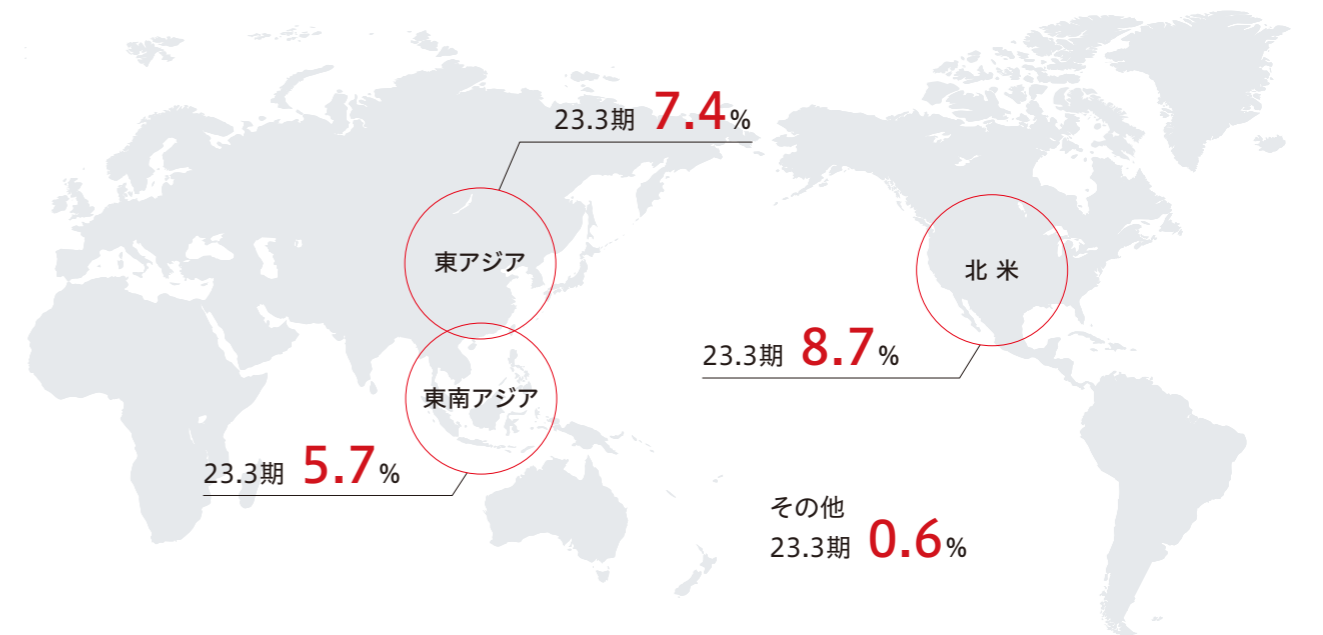 23.3期 7.4%
東アジア
北 米
23.3期 8.7%
東南アジア
23.3期 5.7%
その他
23.3期 0.6%